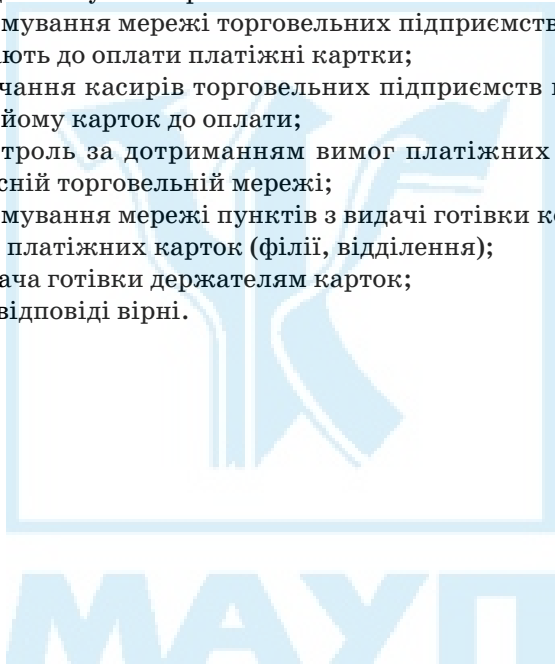 мування мережі торговельних підприємств
ють до оплати платіжні картки;
чання касирів торговельних підприємств
йому карток до оплати;
троль за дотриманням вимог платіжних
сній торговельній мережі;
мування мережі пунктів з видачі готівки
платіжних карток (філії, відділення);
ача готівки держателям карток;
відповіді вірні.
МАУП